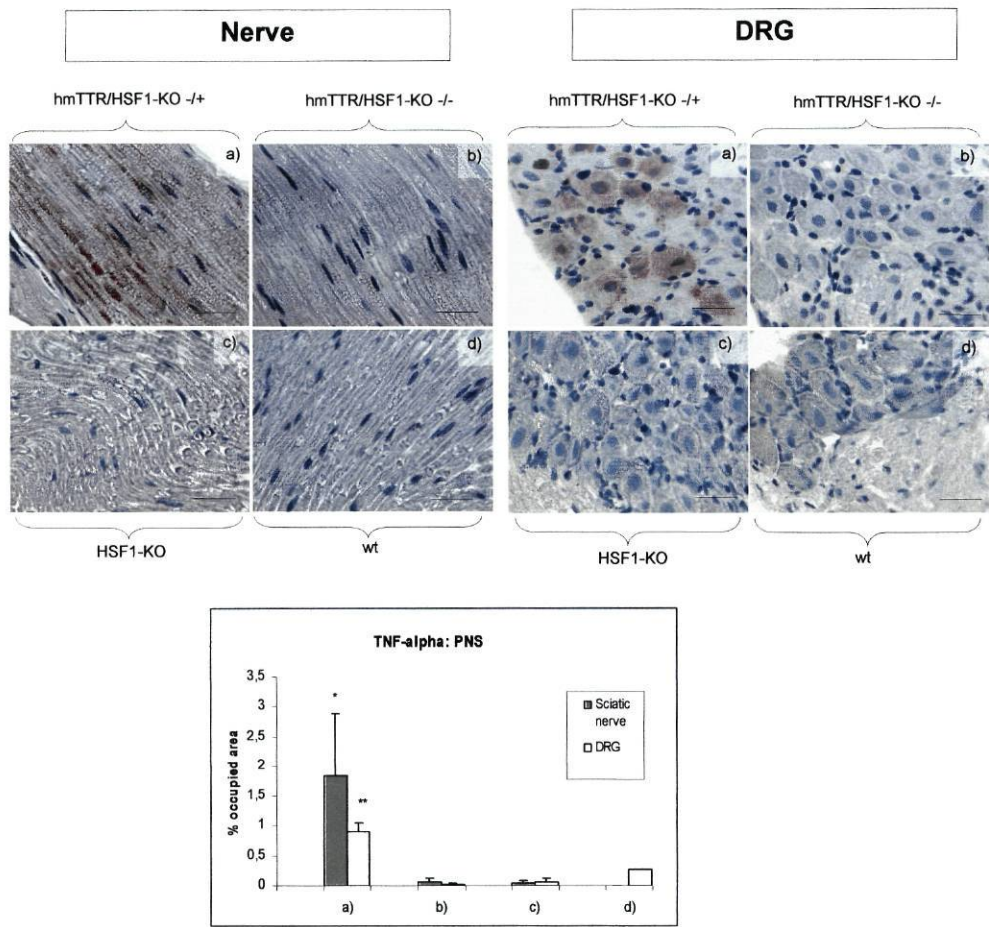 Nerve
DRG
hmTTR/HSF1-KO -/+
hmTTR/HSF1-KO -/-
hmTTR/HSF1-KO -/+
hmTTR/HSF1-KO -/-
a)
b)
a)
b)
c)
d)
c)
d)
HSF1-KO
wt
HSF1-KO
wt
TNF-alpha: PNS
% occupied area
3,5
3
2,5
2
1,5
1
0,5
0
*
**
Sciatic
nerve
DRG
a)
b)
c)
d)